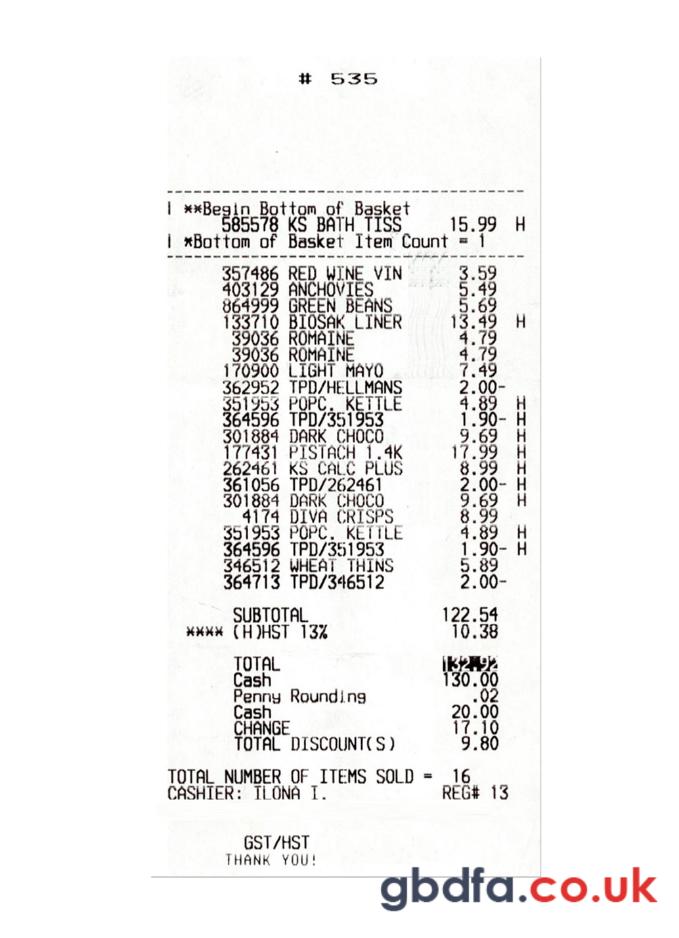 # 535
| **Begin Bottom of Basket
585578 KS BATH TISS 15.99 H
| *Bottom of Basket Item Count = 1
357486 RED WINE VIN 3.59
403129 ANCHOVIES 5.49
864999 GREEN BEANS 5.69
133710 BIOSAK LINER 13.49 H
39036 ROMAINE 4.79
39036 ROMAINE 4.79
170900 LIGHT MAYO 7.49
362952 TPD/HELLMANS 2.00-
351953 POPC. KETTLE 4.89 H
364596 TPD/351953 1.90- H
301884 DARK CHOCO 9.69 H
177431 PISTACH 1.4K 17.99 H
262461 KS CALC PLUS 8.99 H
361056 TPD/262461 2.00- H
301884 DARK CHOCO 9.69 H
4174 DIVA CRISPS 8.99
351953 POPC. KETTLE 4.89 H
364596 TPD/351953 1.90- H
346512 WHEAT THINS 5.89
364713 TPD/346512 2.00-
SUBTOTAL 122.54
**** (H)HST 13% 10.38
TOTAL 132.92
Cash 130.00
Penny Rounding .02
Cash 20.00
CHANGE 17.10
TOTAL DISCOUNT(S) 9.80
TOTAL NUMBER OF ITEMS SOLD = 16
CASHIER: ILONA I. REG# 13
GST/HST
THANK YOU!
gbdfa.co.uk